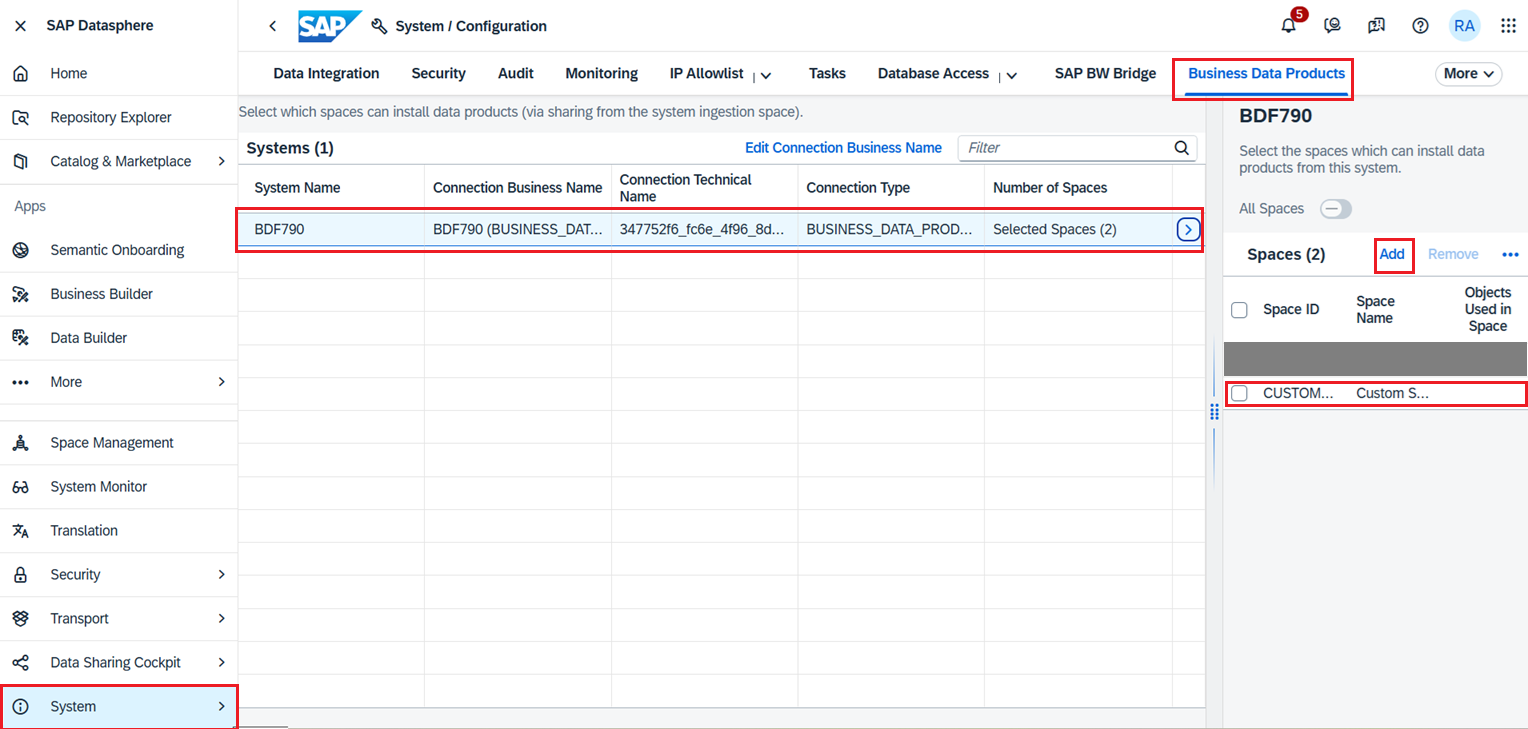 SAP Datasphere
Home
Repository Explorer
Catalog & Marketplace
Apps
Semantic Onboarding
Business Builder
Data Builder
More
Space Management
System Monitor
Translation
Security
Transport
Data Sharing Cockpit
System
SAP System / Configuration
5
RA
Data Integration Security Audit Monitoring IP Allowlist Tasks Database Access SAP BW Bridge Business Data Products More
Select which spaces can install data products (via sharing from the system ingestion space).
Systems (1) Edit Connection Business Name Filter
System Name Connection Business Name Connection Technical Name Connection Type Number of Spaces
BDF790 BDF790 (BUSINESS_DAT... 347752f6_fc6e_4f96_8d... BUSINESS_DATA_PROD... Selected Spaces (2)
BDF790
Select the spaces which can install data
products from this system.
All Spaces
Spaces (2) Add Remove
Space ID Space Name Objects Used in Space
CUSTOM... Custom S...